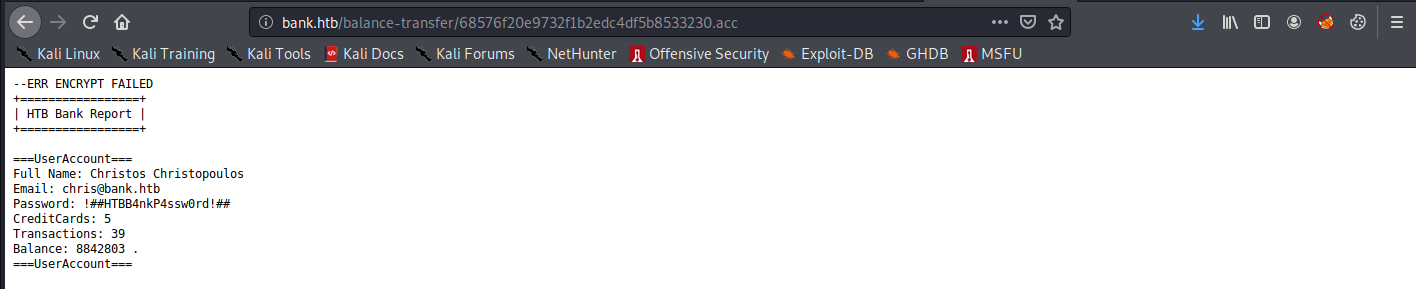 bank.htb/balance-transfer/68576f20e9732f1b2edc4df5b8533230.acc
Kali Linux Kali Training Kali Tools Kali Docs Kali Forums NetHunter Offensive Security Exploit-DB GHDB MSFU
--ERR ENCRYPT FAILED
+=================+
| HTB Bank Report |
+=================+
===UserAccount===
Full Name: Christos Christopoulos
Email: chris@bank.htb
Password: !##HTBB4nkP4ssw0rd!##
CreditCards: 5
Transactions: 39
Balance: 8842803 .
===UserAccount===